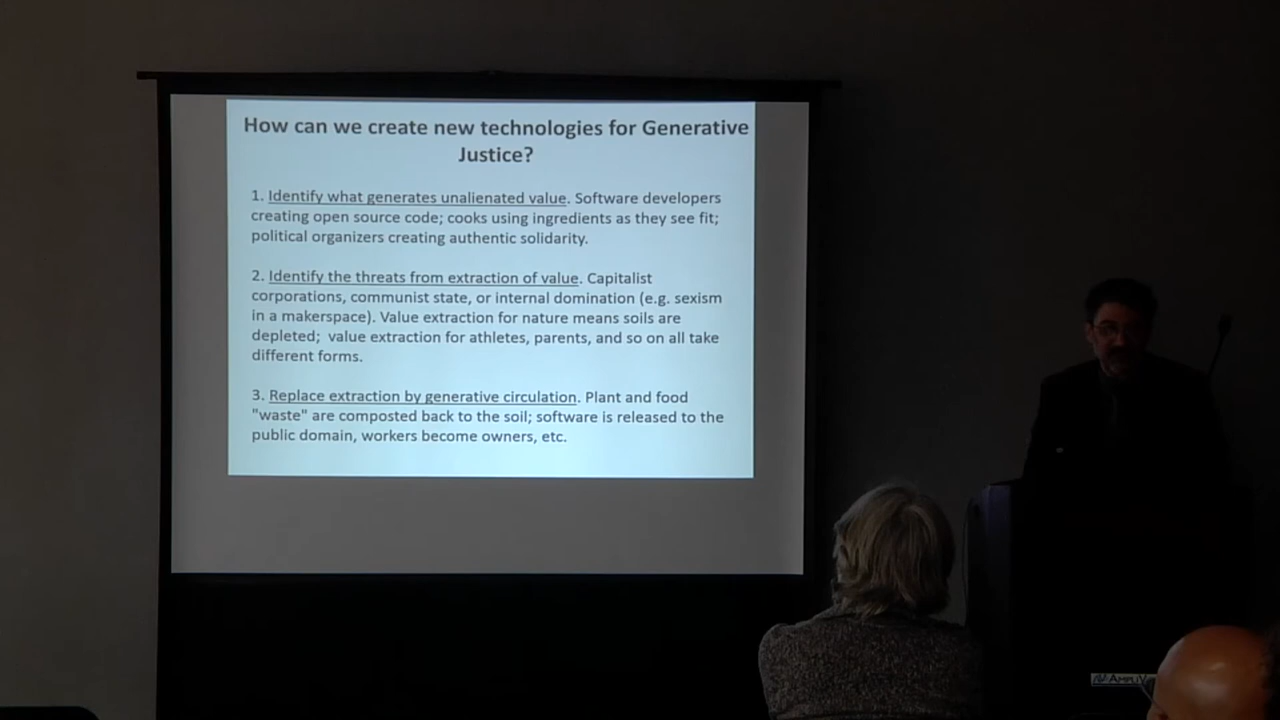 How can we create new technologies for Generative
Justice?
1. Identify what generates unalienated value. Software developers
creating open source code; cooks using ingredients as they see fit;
political organizers creating authentic solidarity.
2. Identify the threats from extraction of value. Capitalist
corporations, communist state, or internal domination (e.g. sexism
in a makerspace). Value extraction for nature means soils are
depleted;  value extraction for athletes, parents, and so on all take
different forms.
3. Replace extraction by generative circulation. Plant and food
"waste" are composted back to the soil; software is released to the
public domain, workers become owners, etc.